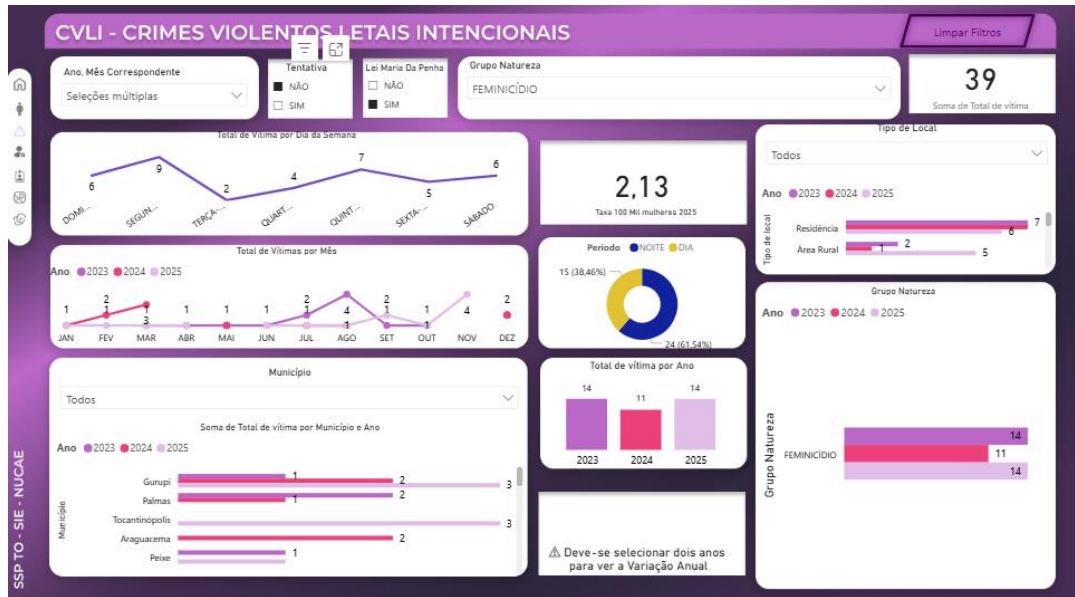 CVLI - CRIMES VIOLENTOS LETAIS INTENCIONAIS
Limpar Filtros
Ano, Mês Correspondente
Seleções múltiplas
Tentativa
NÃO
SIM
Lei Maria Da Penha
NÃO
SIM
Grupo Natureza
FEMINICÍDIO
39
Soma de Total de vítima
Total de Vítima por Dia da Semana
6 9 2 4 7 5 6
DOMI... SEGUN... TERÇA-... QUART... QUINT... SEXTA-... SÁBADO
2,13
Taxa 100 Mil mulheres 2025
Tipo de Local
Todos
Ano 2023 2024 2025
Tipo de local
Residência
7
6
Área Rural
2
1
5
Total de Vítimas por Mês
Ano 2023 2024 2025
2 2 2 2
1 1 1 1 1 1 1 4 1 1 4
3 1 1
JAN FEV MAR ABR MAI JUN JUL AGO SET OUT NOV DEZ
Período NOITE DIA
15 (38,46%)
24 (61,54%)
Grupo Natureza
Ano 2023 2024 2025
Grupo Natureza
FEMINICÍDIO
14
11
14
Município
Todos
Soma de Total de vítima por Município e Ano
Ano 2023 2024 2025
Município
Gurupi
1
2
3
Palmas
2
1
Tocantinópolis
3
Araguacema
2
Peixe
1
Total de vítima por Ano
14 11 14
2023 2024 2025
⚠ Deve-se selecionar dois anos
para ver a Variação Anual
SSP TO - SIE - NUCAE